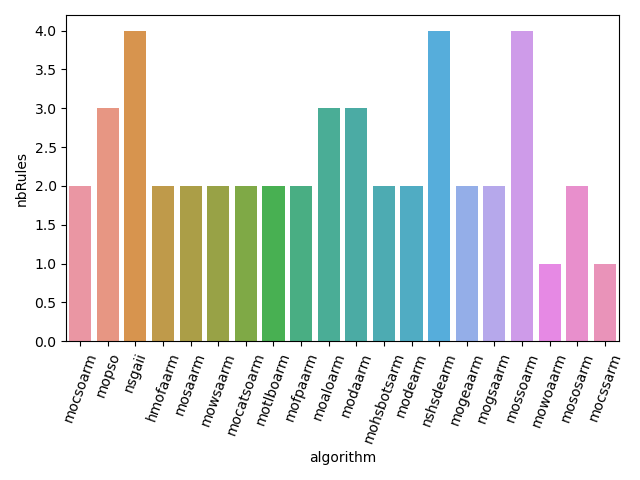 4.0
3.5
3.0
2.5
2.0
1.5
1.0
0.5
0.0
nbRules
mocsoarm
mopso
nsgaii
hmofaarm
mosaarm
mowsaarm
mocatsoarm
motlboarm
mofpaarm
moaloarm
modaarm
mohsbotsarm
modearm
nshsdearm
mogeaarm
mogsaarm
mossoarm
mowoaarm
mososarm
mocssarm
algorithm